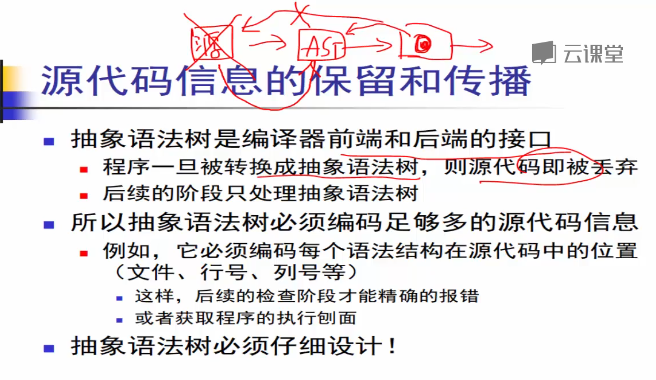 源
AST
云课堂
源代码信息的保留和传播
抽象语法树是编译器前端和后端的接口
程序一旦被转换成抽象语法树，则源代码即被丢弃
后续的阶段只处理抽象语法树
所以抽象语法树必须编码足够多的源代码信息
例如，它必须编码每个语法结构在源代码中的位置
（文件、行号、列号等）
这样，后续的检查阶段才能精确的报错
或者获取程序的执行刨面
抽象语法树必须仔细设计！